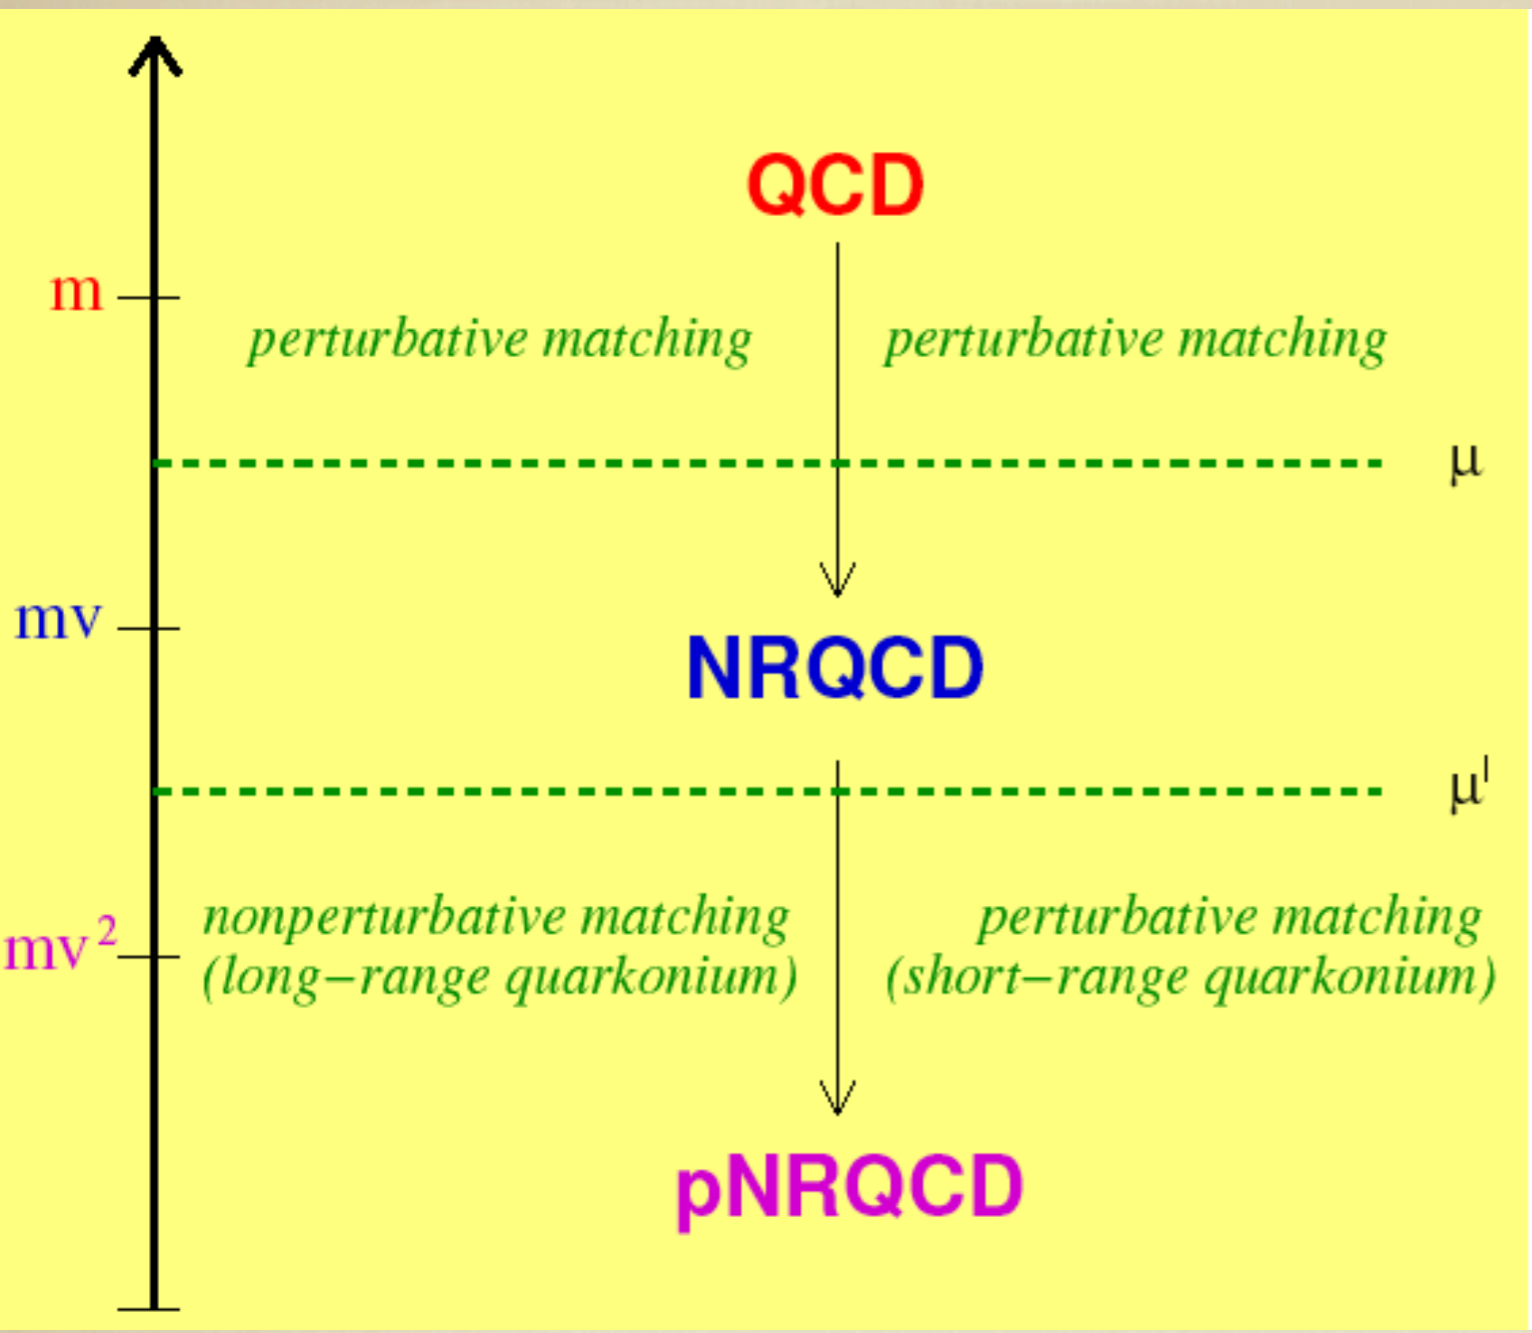 QCD
m
perturbative matching perturbative matching
μ
mv
NRQCD
μ'
nonperturbative matching perturbative matching
mv²
(long−range quarkonium) (short−range quarkonium)
pNRQCD